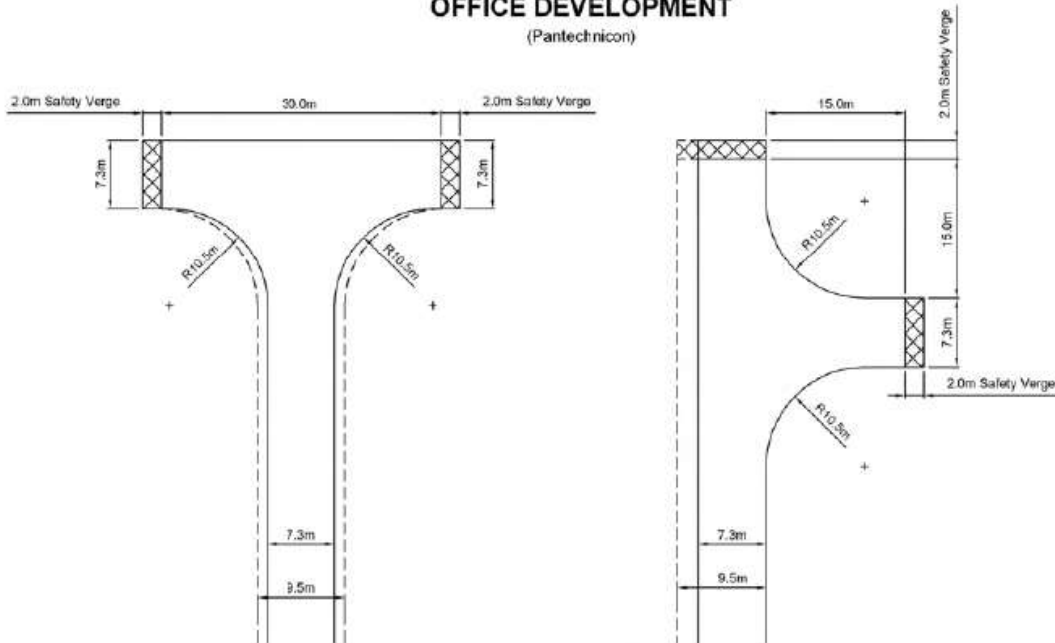 OFFICE DEVELOPMENT
(Pantechnicon)
2.0m Safety Verge
30.0m
2.0m Safety Verge
7.3m
7.3m
R10.5m
R10.5m
7.3m
9.5m
15.0m
2.0m Safety Verge
R10.5m
15.0m
7.3m
2.0m Safety Verge
R10.5m
7.3m
9.5m